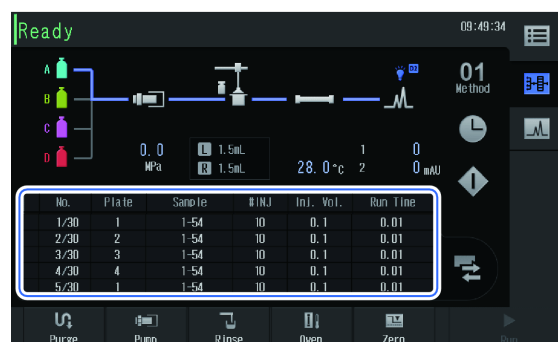 Ready 09:49:34
A
B
C
D
D2
01
Method
0.0
MPa
L 1.5mL
R 1.5mL
28.0°C
1 0
2 0 mAU
No. Plate Sample #INJ Inj. Vol. Run Time
1/30 1 1-54 10 0.1 0.01
2/30 2 1-54 10 0.1 0.01
3/30 3 1-54 10 0.1 0.01
4/30 4 1-54 10 0.1 0.01
5/30 1 1-54 10 0.1 0.01
Purge Pump Rinse Oven Zero Run